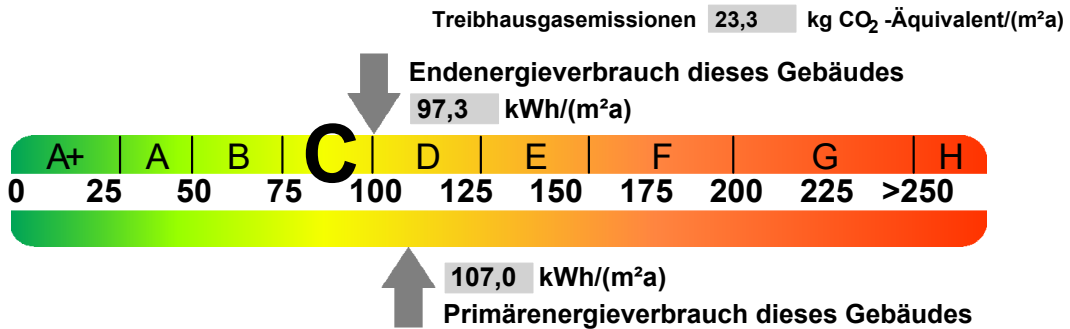 Treibhausgasemissionen 23,3 kg CO₂ -Äquivalent/(m²a)
Endenergieverbrauch dieses Gebäudes
97,3 kWh/(m²a)
A+ A B C D E F G H
0 25 50 75 100 125 150 175 200 225 >250
107,0 kWh/(m²a)
Primärenergieverbrauch dieses Gebäudes